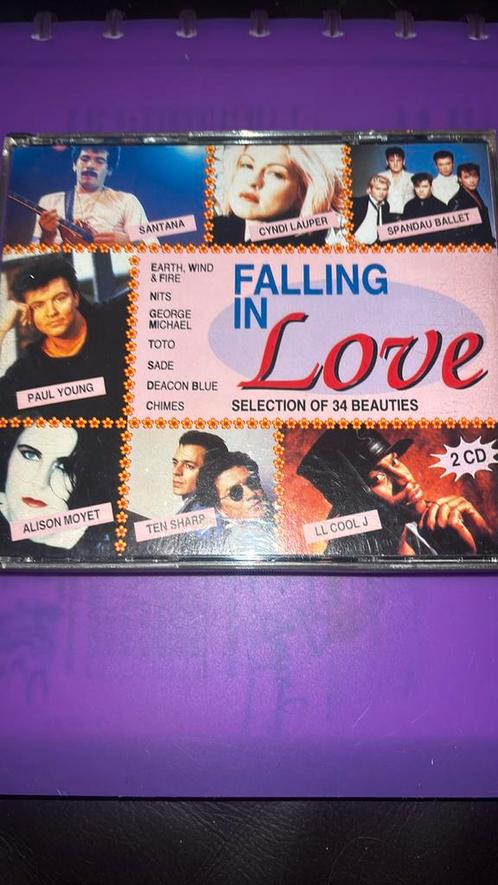 SANTANA
CYNDI LAUPER
SPANDAU BALLET
PAUL YOUNG
EARTH, WIND
& FIRE
NITS
GEORGE
MICHAEL
TOTO
SADE
DEACON BLUE
CHIMES
FALLING
IN
Love
SELECTION OF 34 BEAUTIES
ALISON MOYET
TEN SHARP
LL COOL J
2 CD